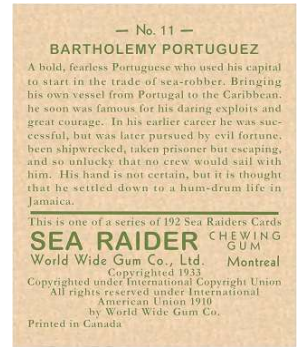 — No. 11 —
BARTHOLEMY PORTUGUEZ
A bold, fearless Portuguese who used his capital
to start in the trade of sea-robber. Bringing
his own vessel from Portugal to the Caribbean.
he soon was famous for his daring exploits and
great courage. In his earlier career he was suc-
cessful, but was later pursued by evil fortune,
been shipwrecked, taken prisoner but escaping,
and so unlucky that no crew would sail with
him. His hand is not certain, but it is thought
that he settled down to a hum-drum life in
Jamaica.
This is one of a series of 192 Sea Raiders Cards
SEA RAIDER CHEWING GUM
World Wide Gum Co., Ltd. Montreal
Copyrighted 1933
Copyrighted under International Copyright Union
All rights reserved under International
American Union 1910
by World Wide Gum Co.
Printed in Canada